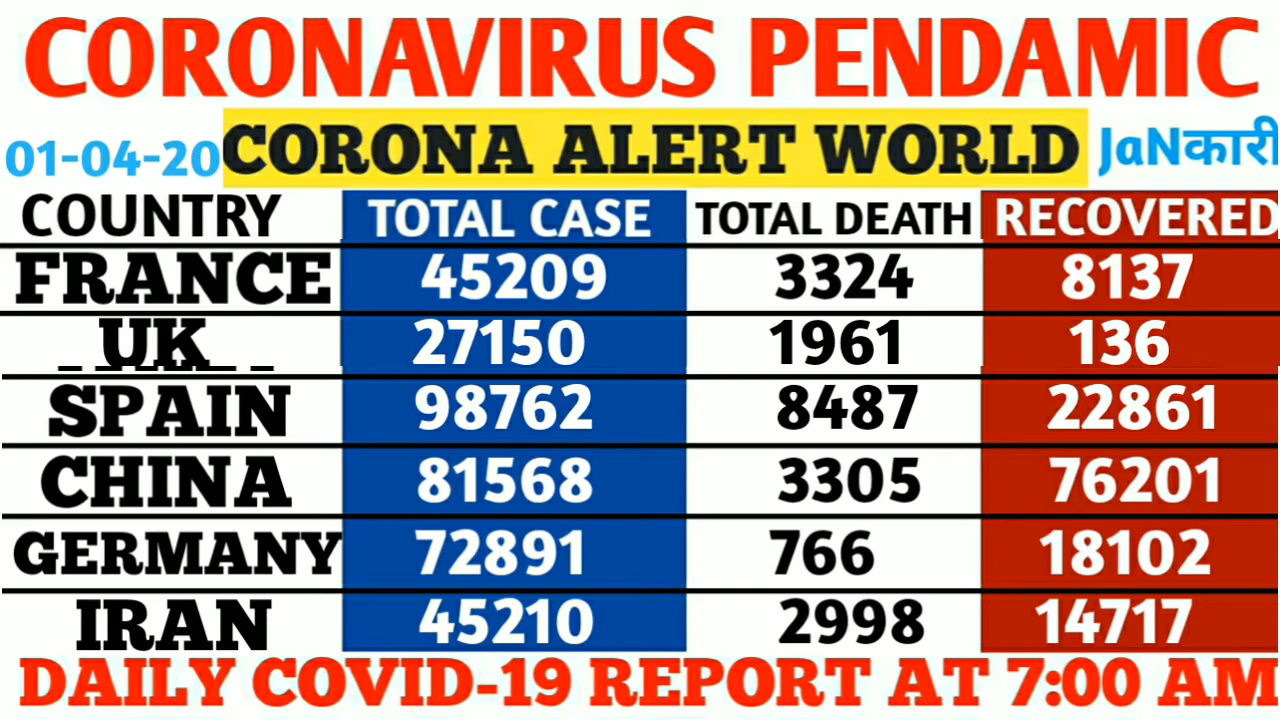 CORONAVIRUS PENDAMIC
01-04-20 CORONA ALERT WORLD JaNकारी
COUNTRY TOTAL CASE TOTAL DEATH RECOVERED
FRANCE 45209 3324 8137
UK 27150 1961 136
SPAIN 98762 8487 22861
CHINA 81568 3305 76201
GERMANY 72891 766 18102
IRAN 45210 2998 14717
DAILY COVID-19 REPORT AT 7:00 AM